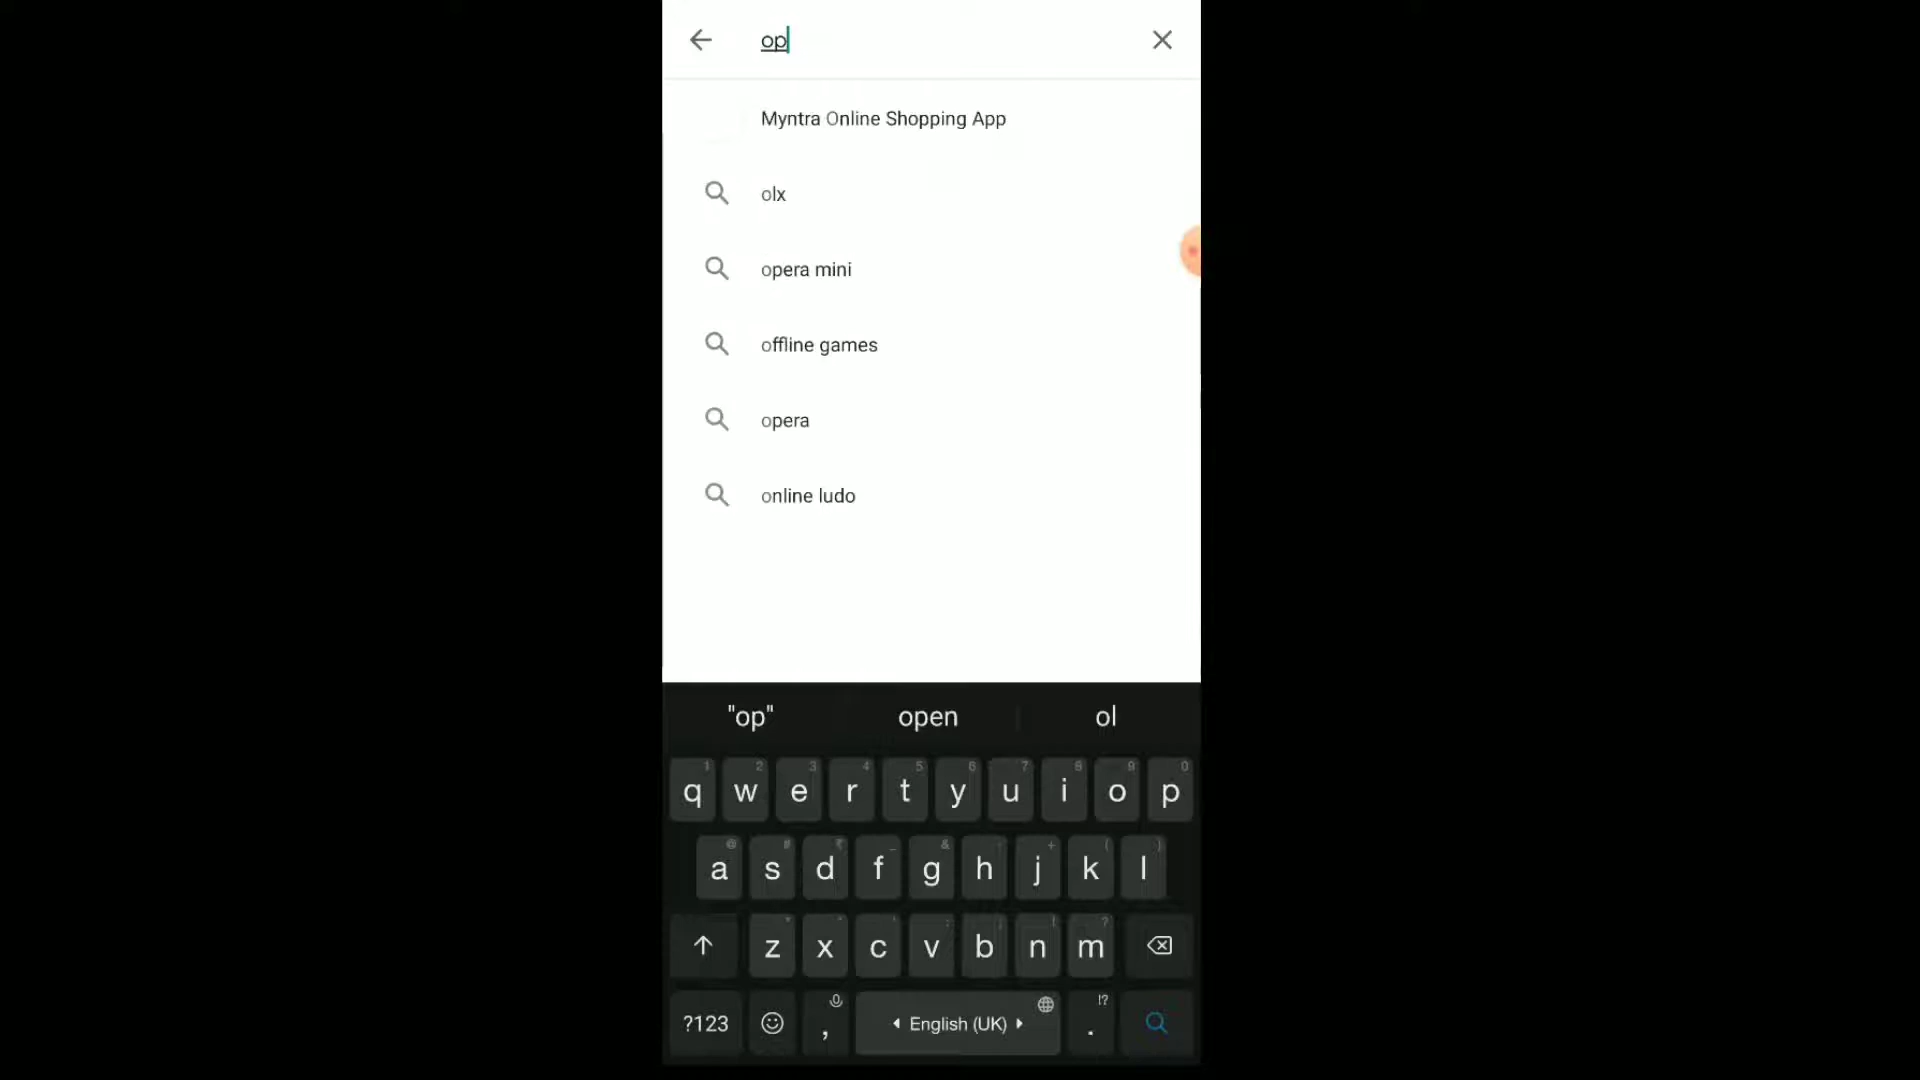 op
Myntra Online Shopping App
olx
opera mini
offline games
opera
online ludo
"op" open ol
1 2 3 4 5 6 7 8 9 0
q w e r t y u i o p
@ # ₹ _ & - + ( )
a s d f g h j k l
* " ' : ; ! ?
z x c v b n m
!?
?123 , English (UK) .